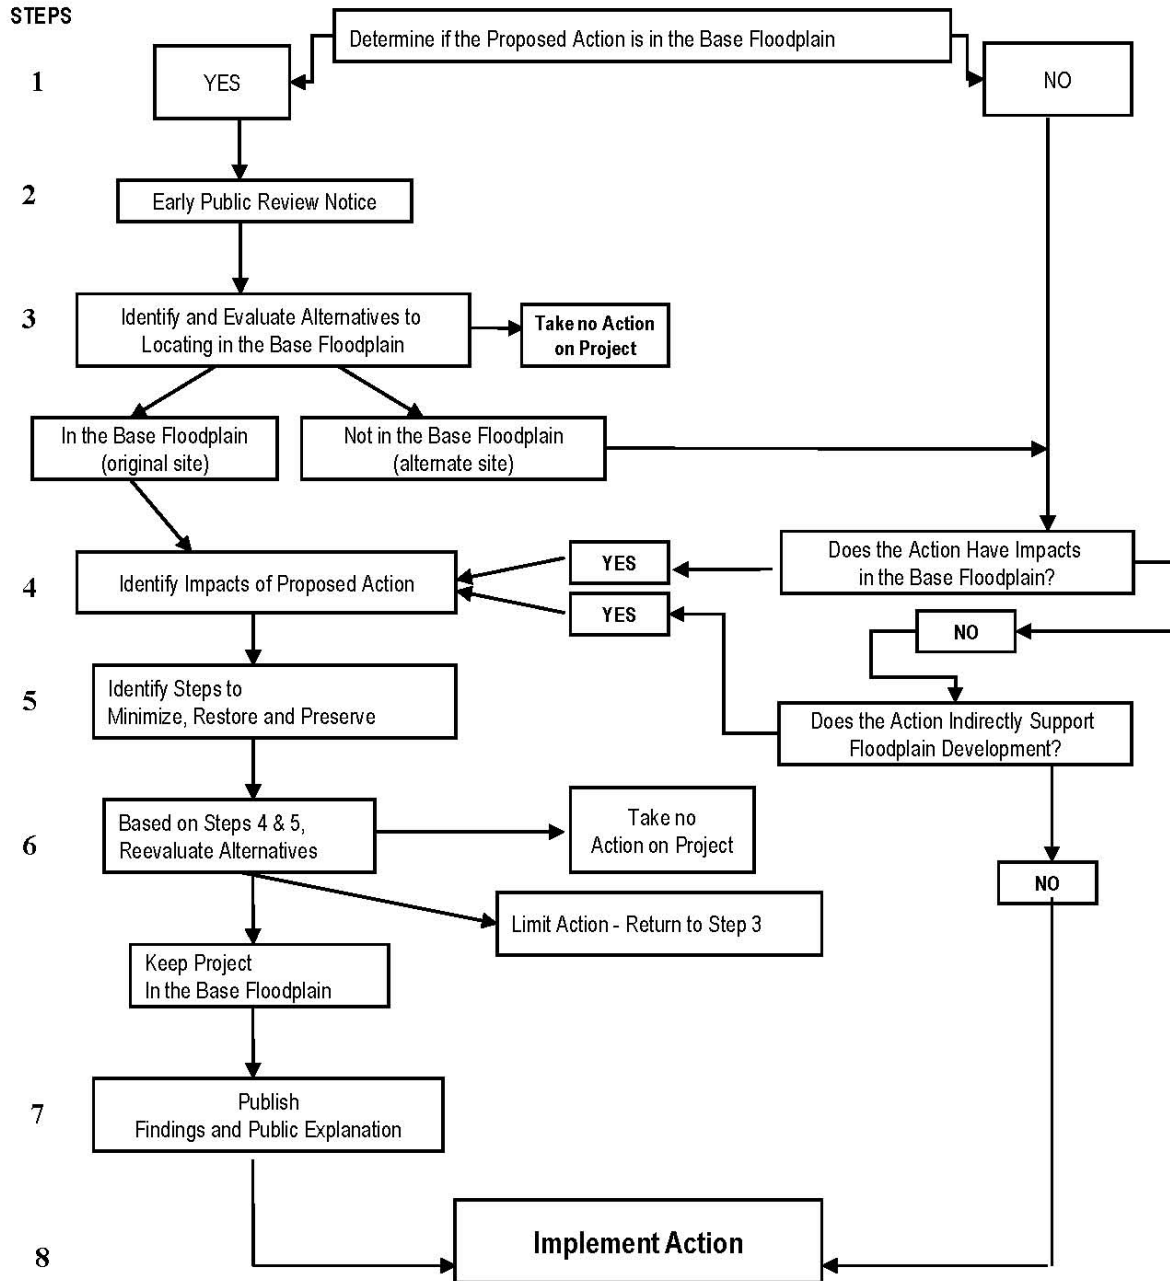 STEPS
Determine if the Proposed Action is in the Base Floodplain
1
YES
NO
2
Early Public Review Notice
3
Identify and Evaluate Alternatives to
Locating in the Base Floodplain
Take no Action
on Project
In the Base Floodplain
(original site)
Not in the Base Floodplain
(alternate site)
4
Identify Impacts of Proposed Action
YES
YES
Does the Action Have Impacts
in the Base Floodplain?
NO
5
Identify Steps to
Minimize, Restore and Preserve
Does the Action Indirectly Support
Floodplain Development?
6
Based on Steps 4 & 5,
Reevaluate Alternatives
Take no
Action on Project
NO
Limit Action - Return to Step 3
Keep Project
In the Base Floodplain
7
Publish
Findings and Public Explanation
8
Implement Action